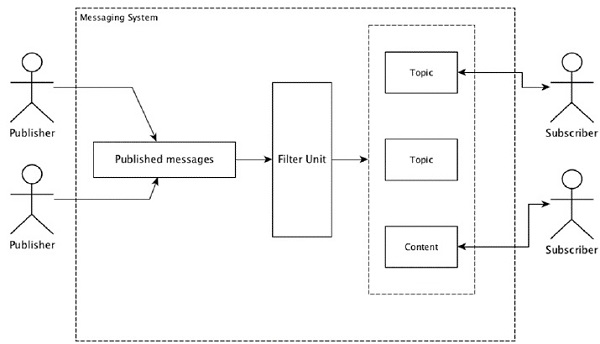 Messaging System
Publisher
Publisher
Published messages
Filter Unit
Topic
Topic
Content
Subscriber
Subscriber